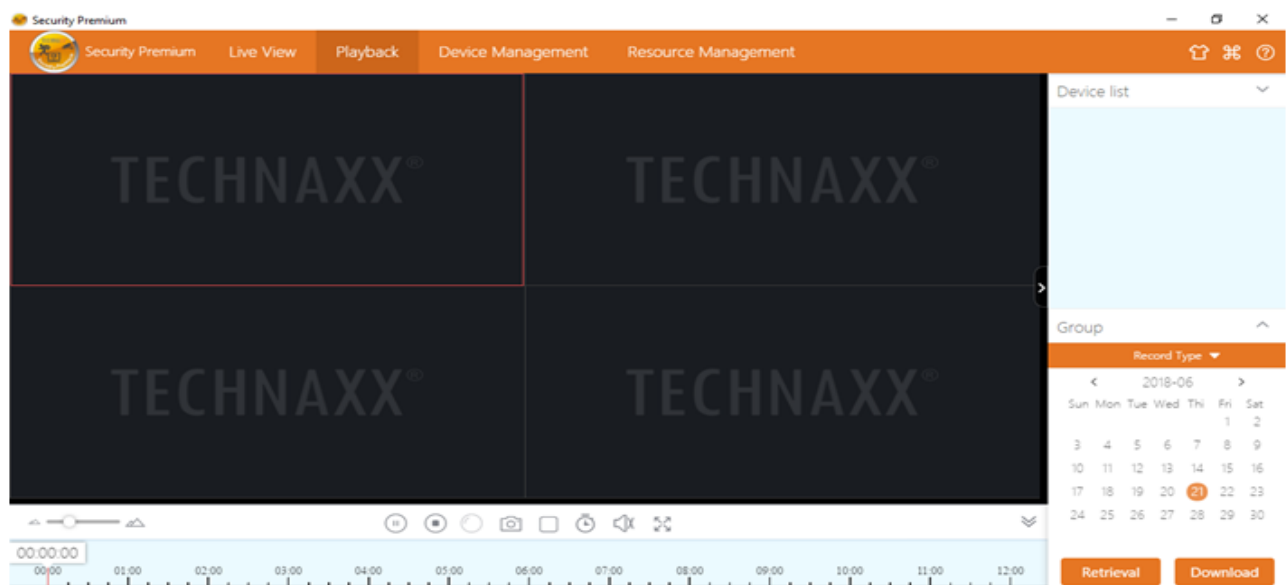 Security Premium
Security Premium Live View Playback Device Management Resource Management
Device list
TECHNAXX® TECHNAXX®
Group
Record Type
TECHNAXX® TECHNAXX®
< 2018-06 >
Sun Mon Tue Wed Thi Fri Sat
1 2
3 4 5 6 7 8 9
10 11 12 13 14 15 16
17 18 19 20 21 22 23
24 25 26 27 28 29 30
00:00:00
00:00 01:00 02:00 03:00 04:00 05:00 06:00 07:00 08:00 09:00 10:00 11:00 12:00
Retrieval Download